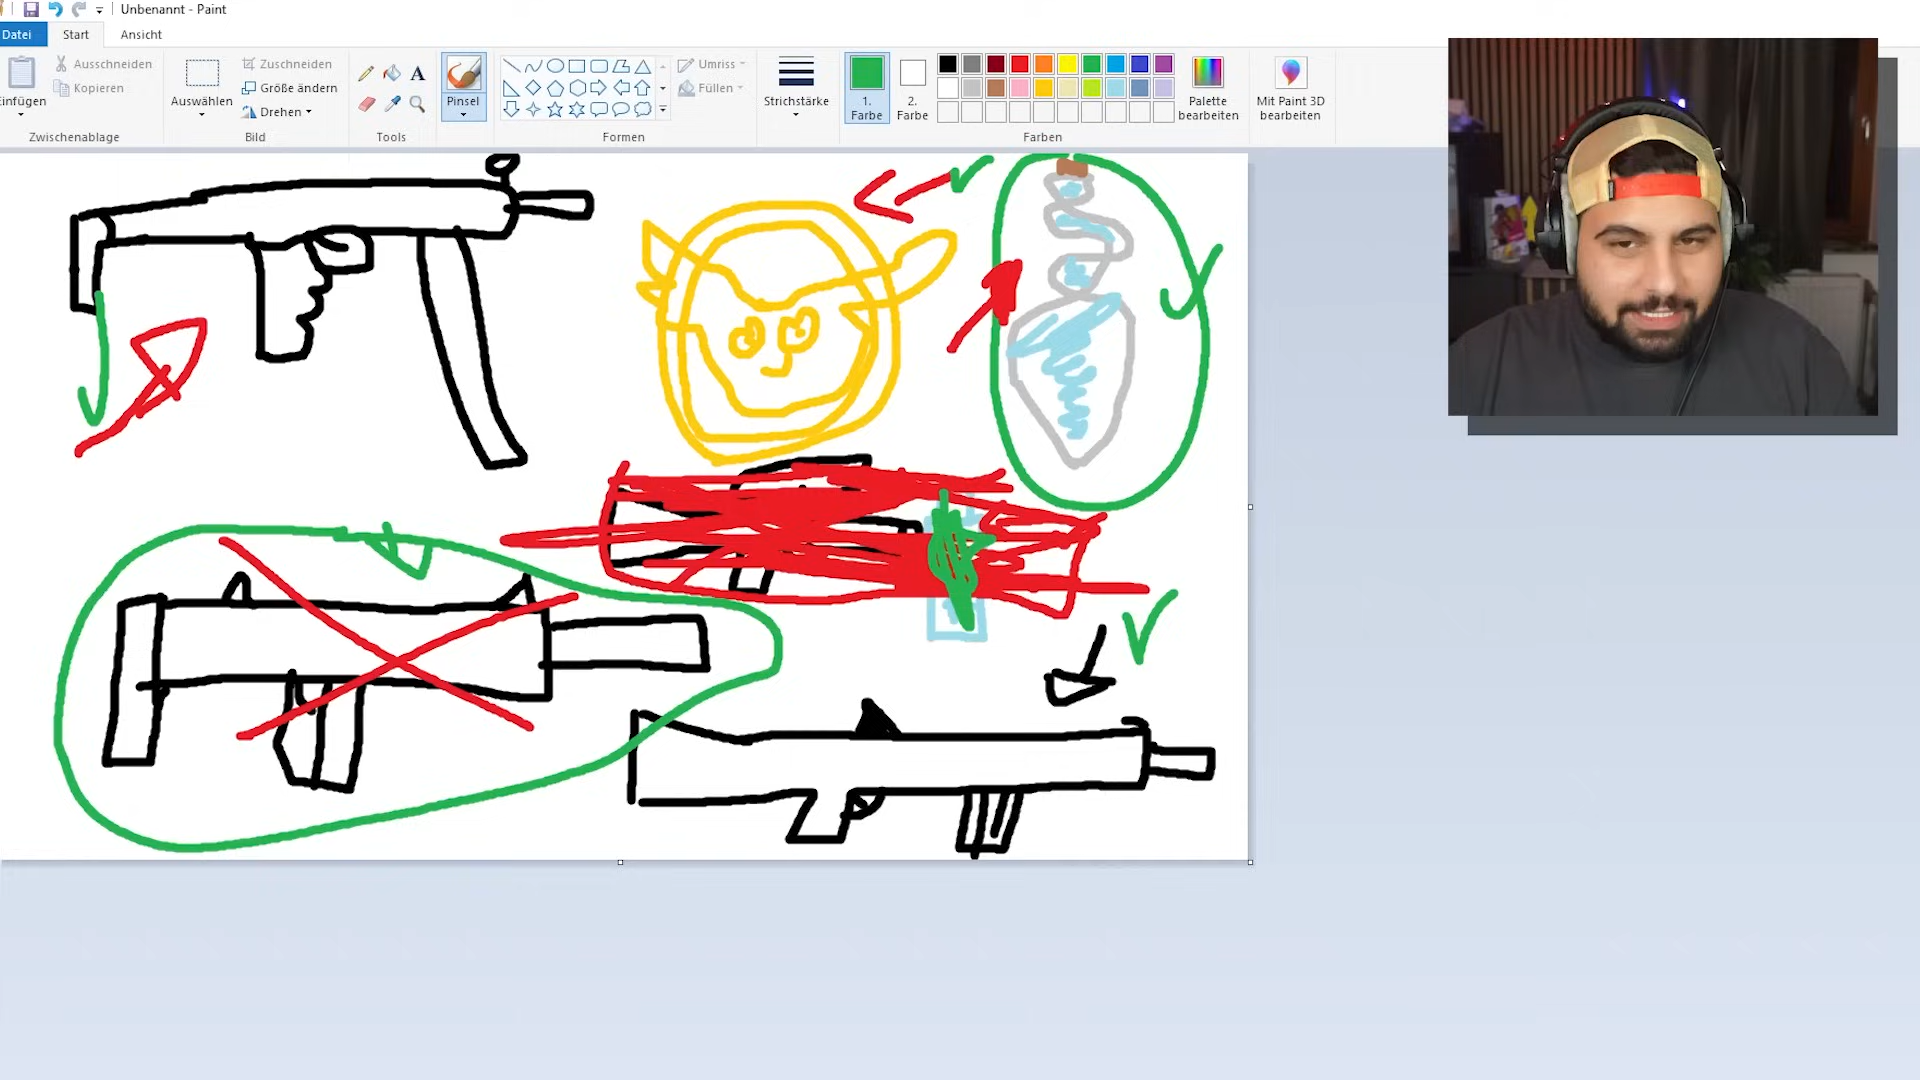 Unbenannt - Paint
Datei
Start
Ansicht
Einfügen
Ausschneiden
Kopieren
Zwischenablage
Auswählen
Zuschneiden
Größe ändern
Drehen
Bild
A
Tools
Pinsel
Umriss
Füllen
Formen
Strichstärke
1.
Farbe
2.
Farbe
Palette
bearbeiten
Mit Paint 3D
bearbeiten
Farben